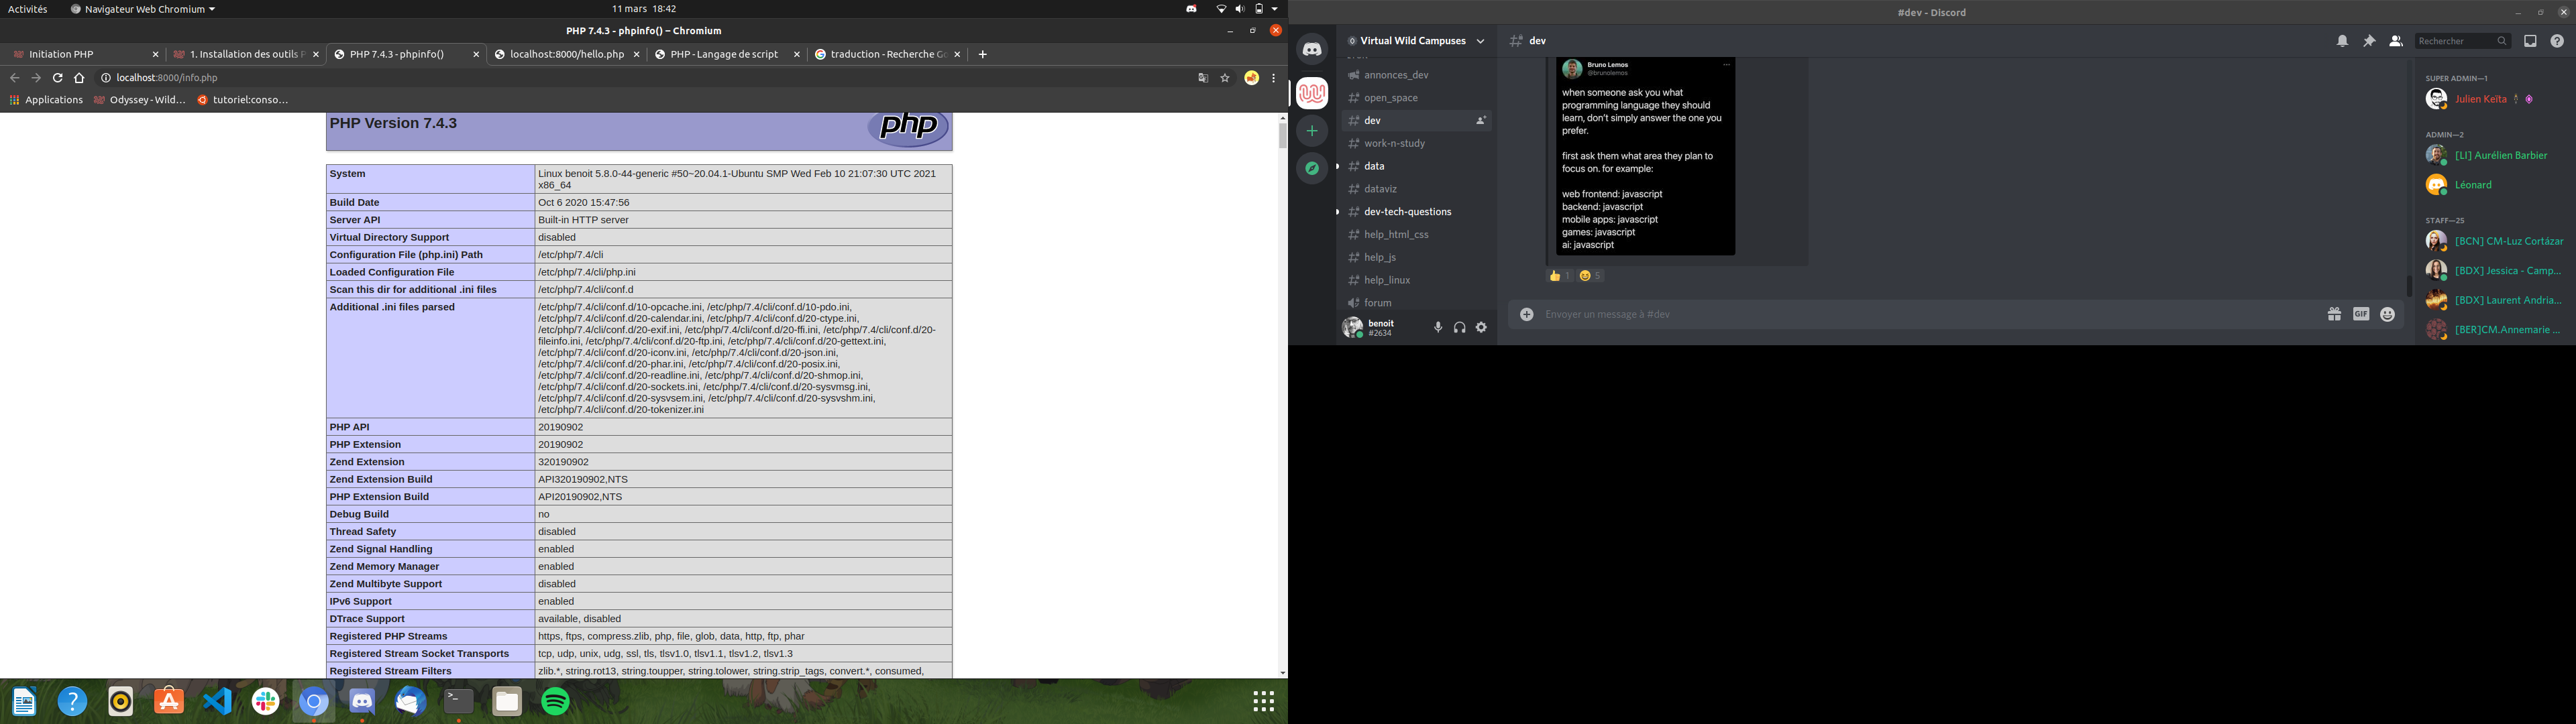 Activités
Navigateur Web Chromium
11 mars 18:42
PHP 7.4.3 - phpinfo() – Chromium
Initiation PHP
1. Installation des outils P
PHP 7.4.3 - phpinfo()
localhost:8000/hello.php
PHP - Langage de script
traduction - Recherche Go
localhost:8000/info.php
Applications
Odyssey - Wild…
tutoriel:conso…
PHP Version 7.4.3
php
System
Linux benoit 5.8.0-44-generic #50~20.04.1-Ubuntu SMP Wed Feb 10 21:07:30 UTC 2021
x86_64
Build Date
Oct 6 2020 15:47:56
Server API
Built-in HTTP server
Virtual Directory Support
disabled
Configuration File (php.ini) Path
/etc/php/7.4/cli
Loaded Configuration File
/etc/php/7.4/cli/php.ini
Scan this dir for additional .ini files
/etc/php/7.4/cli/conf.d
Additional .ini files parsed
/etc/php/7.4/cli/conf.d/10-opcache.ini, /etc/php/7.4/cli/conf.d/10-pdo.ini,
/etc/php/7.4/cli/conf.d/20-calendar.ini, /etc/php/7.4/cli/conf.d/20-ctype.ini,
/etc/php/7.4/cli/conf.d/20-exif.ini, /etc/php/7.4/cli/conf.d/20-ffi.ini, /etc/php/7.4/cli/conf.d/20-
fileinfo.ini, /etc/php/7.4/cli/conf.d/20-ftp.ini, /etc/php/7.4/cli/conf.d/20-gettext.ini,
/etc/php/7.4/cli/conf.d/20-iconv.ini, /etc/php/7.4/cli/conf.d/20-json.ini,
/etc/php/7.4/cli/conf.d/20-phar.ini, /etc/php/7.4/cli/conf.d/20-posix.ini,
/etc/php/7.4/cli/conf.d/20-readline.ini, /etc/php/7.4/cli/conf.d/20-shmop.ini,
/etc/php/7.4/cli/conf.d/20-sockets.ini, /etc/php/7.4/cli/conf.d/20-sysvmsg.ini,
/etc/php/7.4/cli/conf.d/20-sysvsem.ini, /etc/php/7.4/cli/conf.d/20-sysvshm.ini,
/etc/php/7.4/cli/conf.d/20-tokenizer.ini
PHP API
20190902
PHP Extension
20190902
Zend Extension
320190902
Zend Extension Build
API320190902,NTS
PHP Extension Build
API20190902,NTS
Debug Build
no
Thread Safety
disabled
Zend Signal Handling
enabled
Zend Memory Manager
enabled
Zend Multibyte Support
disabled
IPv6 Support
enabled
DTrace Support
available, disabled
Registered PHP Streams
https, ftps, compress.zlib, php, file, glob, data, http, ftp, phar
Registered Stream Socket Transports
tcp, udp, unix, udg, ssl, tls, tlsv1.0, tlsv1.1, tlsv1.2, tlsv1.3
Registered Stream Filters
zlib.*, string.rot13, string.toupper, string.tolower, string.strip_tags, convert.*, consumed,
#dev - Discord
Virtual Wild Campuses
annonces_dev
open_space
dev
work-n-study
data
dataviz
dev-tech-questions
help_html_css
help_js
help_linux
forum
benoit
#2634
dev
Rechercher
Bruno Lemos
@brunolemos
when someone ask you what
programming language they should
learn, don't simply answer the one you
prefer.
first ask them what area they plan to
focus on. for example:
web frontend: javascript
backend: javascript
mobile apps: javascript
games: javascript
ai: javascript
1
5
Envoyer un message à #dev
GIF
SUPER ADMIN—1
Julien Keïta
ADMIN—2
[LI] Aurélien Barbier
Léonard
STAFF—25
[BCN] CM-Luz Cortázar
[BDX] Jessica - Camp...
[BDX] Laurent Andria...
[BER]CM.Annemarie ...